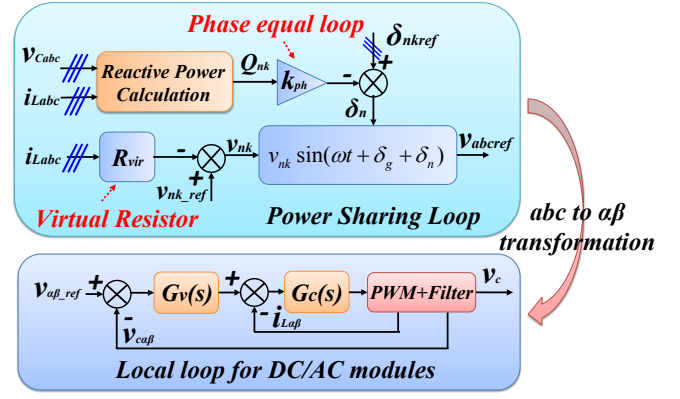 Phase equal loop
δnkref
vCabc
iLabc
Reactive Power
Calculation
Qnk
kph
-
+
δn
iLabc
Rvir
-
+
vnk
vnk_ref
vnk sin(ωt + δg + δn)
vabcref
Virtual Resistor
Power Sharing Loop
abc to αβ
transformation
vαβ_ref
+
-
Gv(s)
+
-
Gc(s)
PWM+Filter
vc
iLαβ
vcαβ
Local loop for DC/AC modules